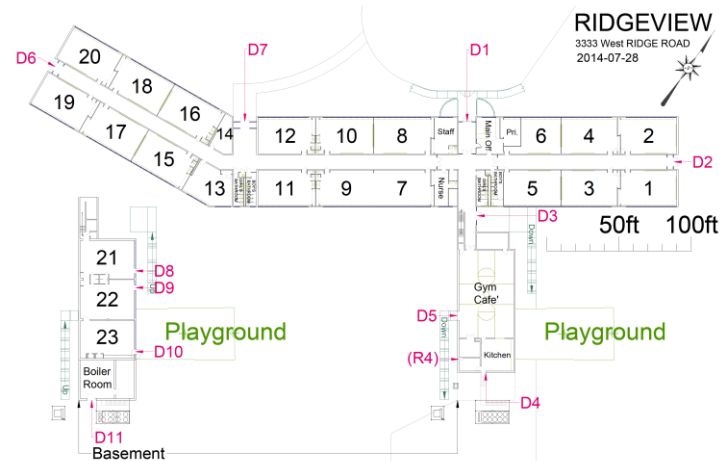 RIDGEVIEW
3333 West RIDGE ROAD
2014-07-28
D7
D1
D6
20
18
16
14
12
10
8
Staff
Main Off
Pri.
6
4
2
D2
19
17
15
13
11
9
7
Nurse
5
3
1
D3
50ft
100ft
Down
21
22
23
D8
D9
D10
Up
Playground
Boiler
Room
D11
Basement
Gym
Cafe'
D5
Down
Playground
(R4)
Kitchen
D4
Up